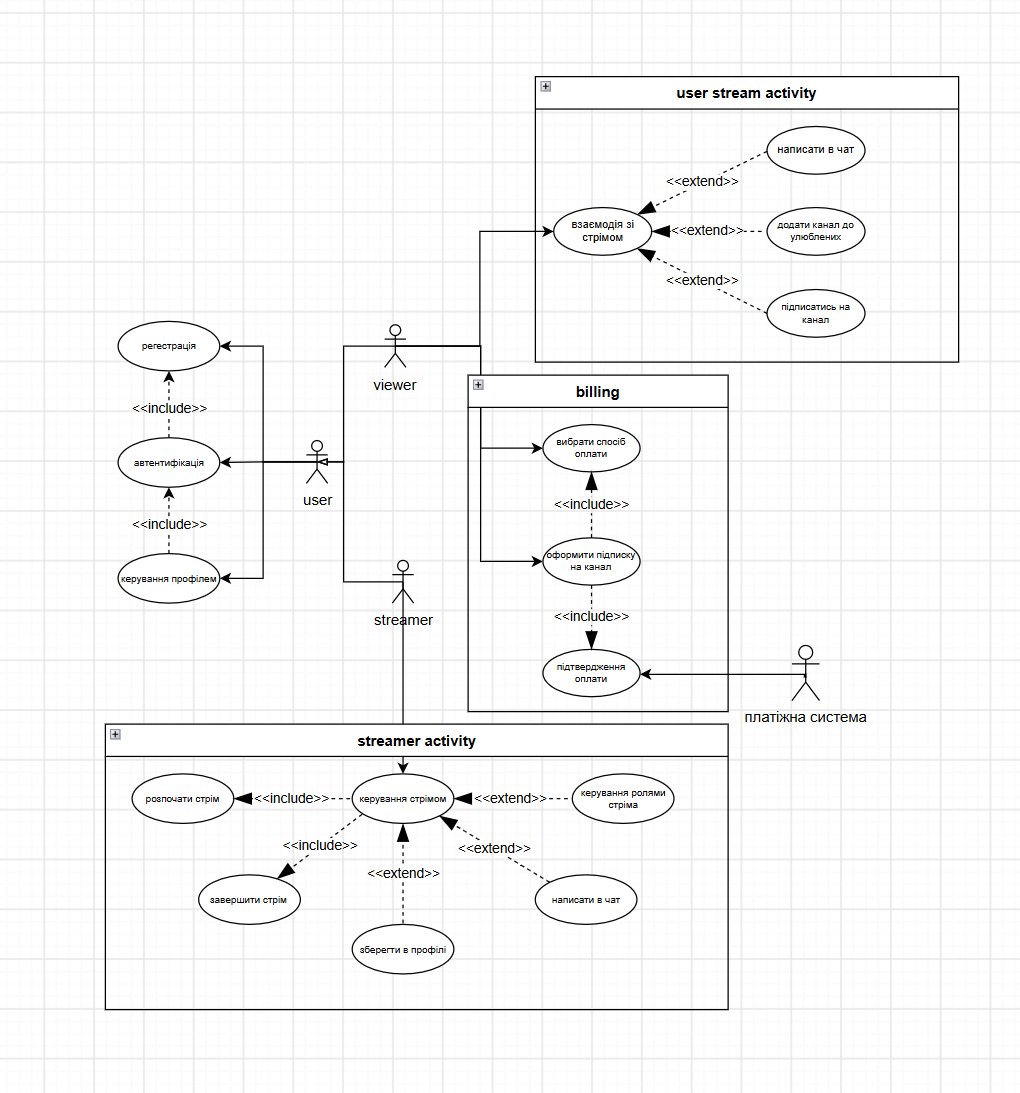 user stream activity
написати в чат
<<extend>>
взаємодія зі
стрімом
<<extend>>
додати канал до
улюблених
<<extend>>
підписатись на
канал
регестрація
viewer
<<include>>
автентифікація
user
<<include>>
керування профілем
billing
вибрати спосіб
оплати
<<include>>
оформити підписку
на канал
<<include>>
підтвердження
оплати
streamer
платіжна система
streamer activity
розпочати стрім
<<include>>
керування стрімом
<<extend>>
керування ролями
стріма
<<include>>
<<extend>>
<<extend>>
завершити стрім
написати в чат
зберегти в профілі